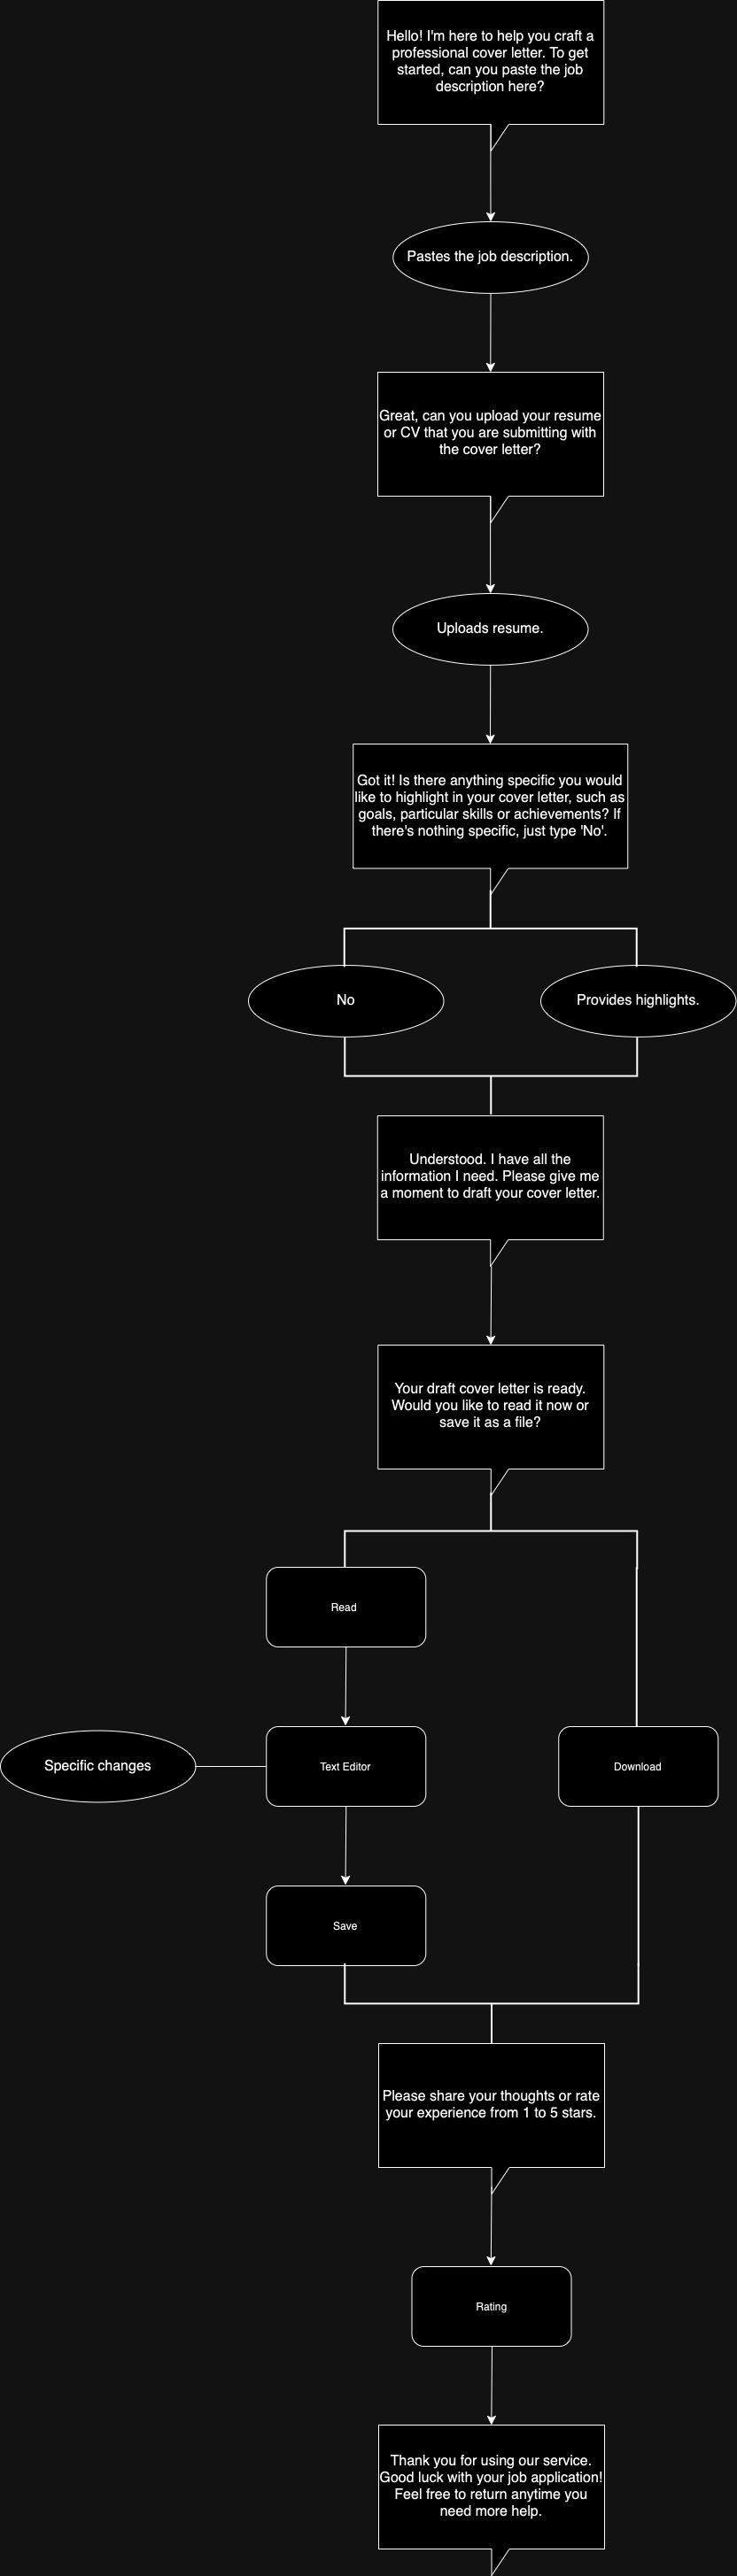 Hello! I'm here to help you craft a
professional cover letter. To get
started, can you paste the job
description here?
Pastes the job description.
Great, can you upload your resume
or CV that you are submitting with
the cover letter?
Uploads resume.
Got it! Is there anything specific you would
like to highlight in your cover letter, such as
goals, particular skills or achievements? If
there's nothing specific, just type 'No'.
No
Provides highlights.
Understood. I have all the
information I need. Please give me
a moment to draft your cover letter.
Your draft cover letter is ready.
Would you like to read it now or
save it as a file?
Read
Specific changes
Text Editor
Download
Save
Please share your thoughts or rate
your experience from 1 to 5 stars.
Rating
Thank you for using our service.
Good luck with your job application!
Feel free to return anytime you
need more help.